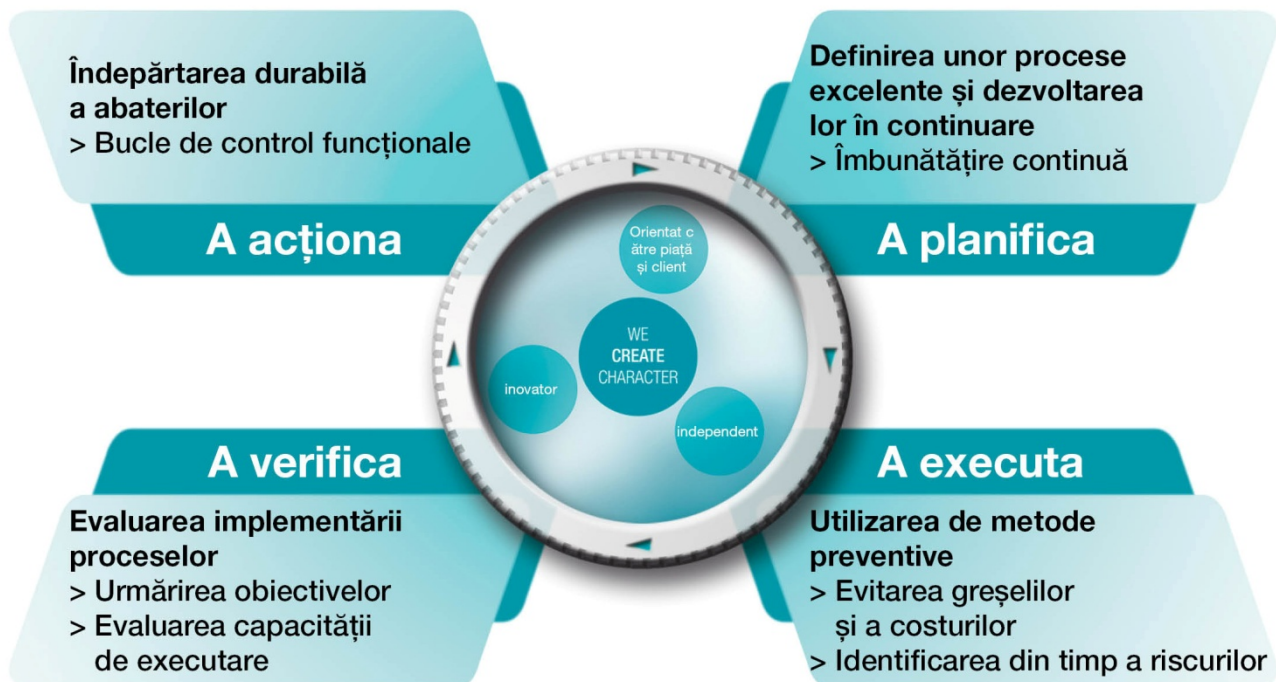 Îndepărtarea durabilă
a abaterilor
> Bucle de control funcționale
A acționa
Definirea unor procese
excelente și dezvoltarea
lor în continuare
> Îmbunătățire continuă
A planifica
Orientat c
ătre piață
și client
WE
CREATE
CHARACTER
inovator
independent
A verifica
Evaluarea implementării
proceselor
> Urmărirea obiectivelor
> Evaluarea capacității
de executare
A executa
Utilizarea de metode
preventive
> Evitarea greșelilor
și a costurilor
> Identificarea din timp a riscurilor